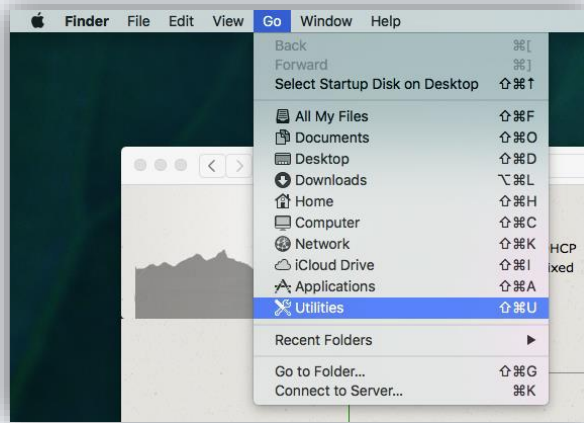 Finder File Edit View Go Window Help
Back ⌘[
Forward ⌘]
Select Startup Disk on Desktop ⇧⌘↑
All My Files ⇧⌘F
Documents ⇧⌘O
Desktop ⇧⌘D
Downloads ⌥⌘L
Home ⇧⌘H
Computer ⇧⌘C
Network ⇧⌘K
iCloud Drive ⇧⌘I
Applications ⇧⌘A
Utilities ⇧⌘U
Recent Folders
Go to Folder... ⇧⌘G
Connect to Server... ⌘K
HCP
ixed